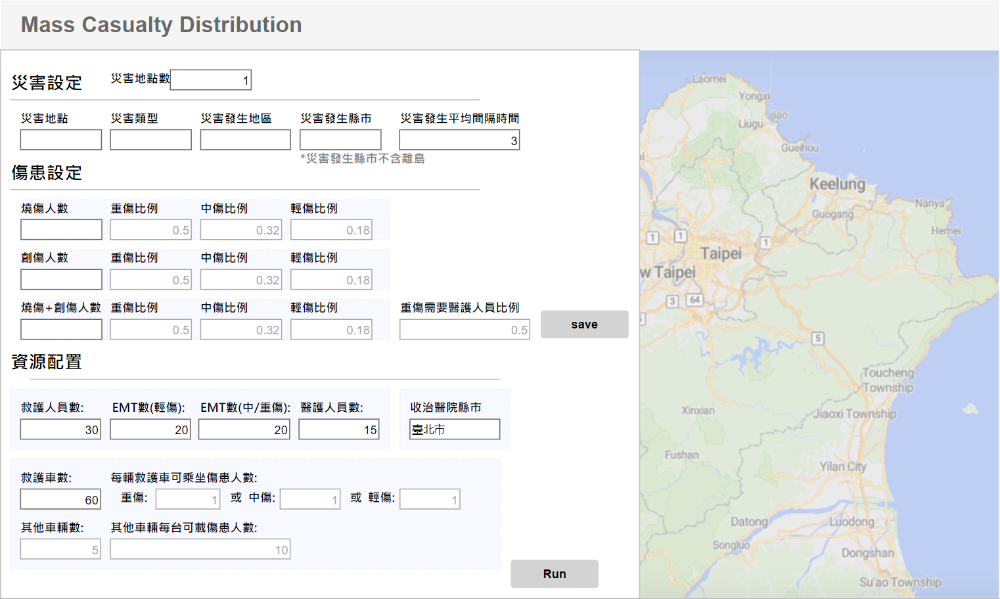 Mass Casualty Distribution
災害設定
災害地點數
1
災害地點 災害類型 災害發生地區 災害發生縣市 災害發生平均間隔時間
3
*災害發生縣市不含離島
傷患設定
燒傷人數 重傷比例 中傷比例 輕傷比例
0.5 0.32 0.18
創傷人數 重傷比例 中傷比例 輕傷比例
0.5 0.32 0.18
燒傷+創傷人數 重傷比例 中傷比例 輕傷比例 重傷需要醫護人員比例
0.5 0.32 0.18 0.5
save
資源配置
救護人員數: EMT數(輕傷): EMT數(中/重傷): 醫護人員數: 收治醫院縣市
30 20 20 15 臺北市
救護車數: 每輛救護車可乘坐傷患人數:
60 重傷: 1 或 中傷: 1 或 輕傷: 1
其他車輛數: 其他車輛每台可載傷患人數:
5 10
Run
Laomei
Yongxi
ijiao
Liugu
Gueihou
Keelung
Nanya
Guogang
Hemei
1 1 1
Taipei
w Taipei
3 64
5
Toucheng
Township
Xinxian
Jiaoxi Township
Fushan
Yilan City
Datong
Luodong
Songluo
Dongshan
Su'ao Township